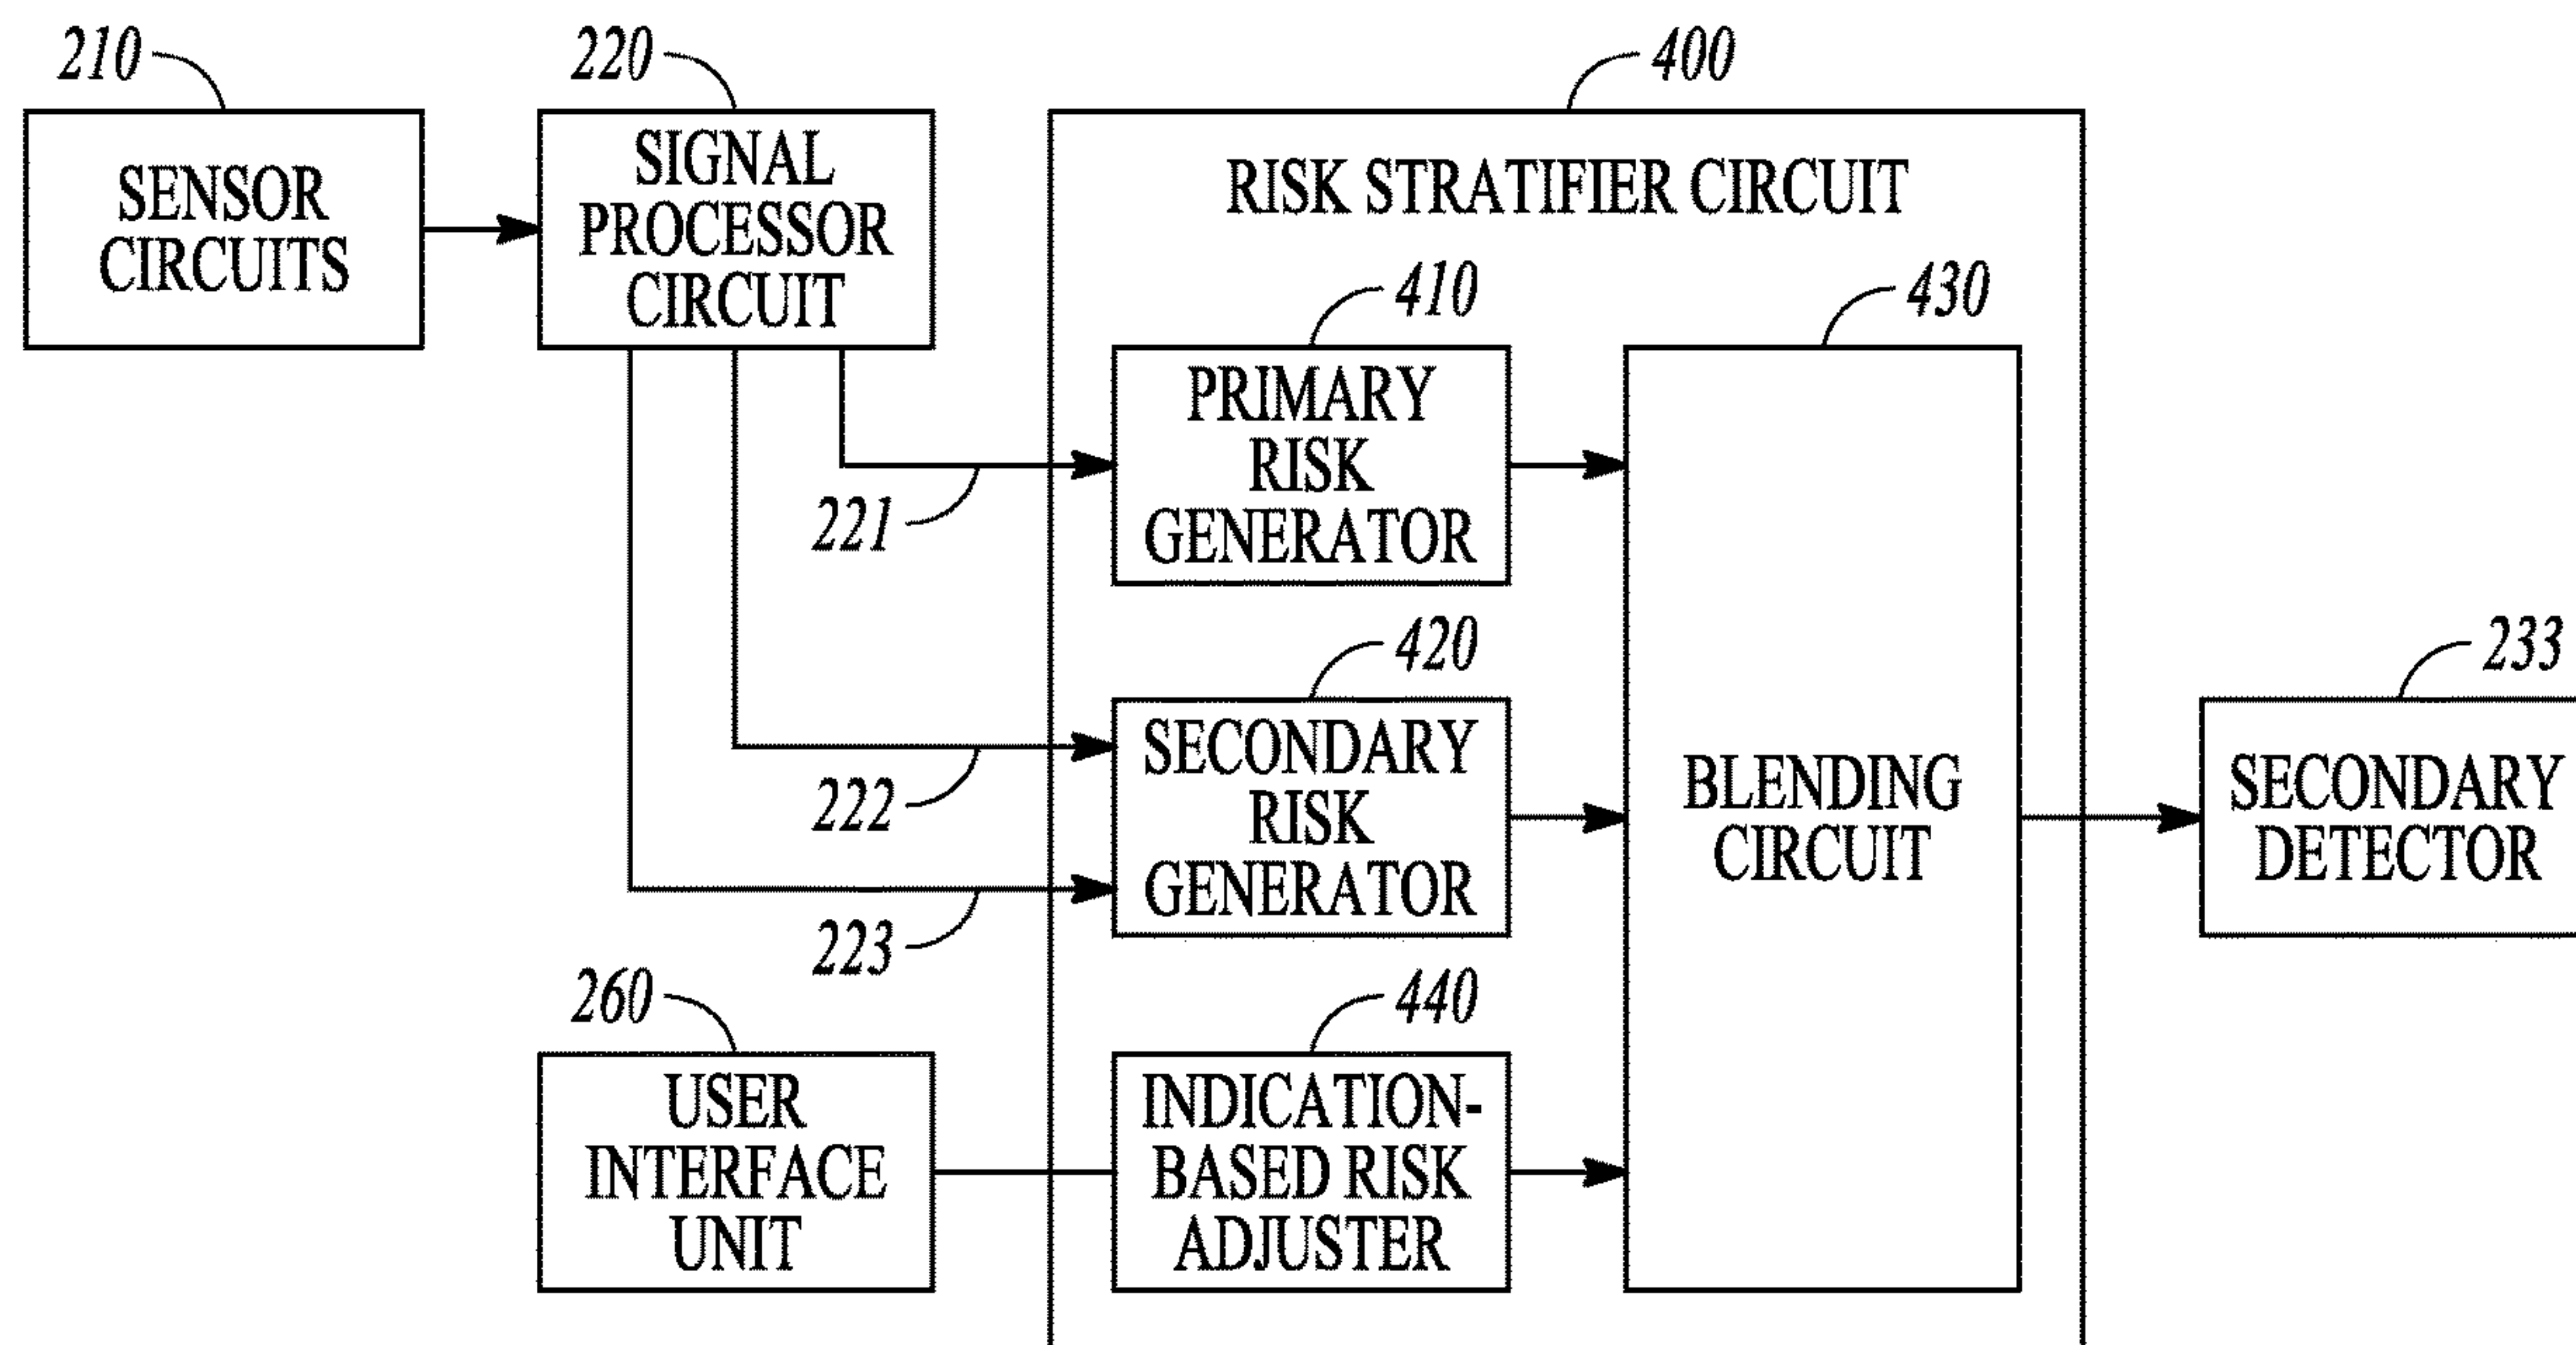 210
220
400
SENSOR
CIRCUITS
SIGNAL
PROCESSOR
CIRCUIT
RISK STRATIFIER CIRCUIT
410
430
PRIMARY
RISK
GENERATOR
221
420
233
SECONDARY
RISK
GENERATOR
222
223
BLENDING
CIRCUIT
SECONDARY
DETECTOR
260
440
USER
INTERFACE
UNIT
INDICATION-
BASED RISK
ADJUSTER